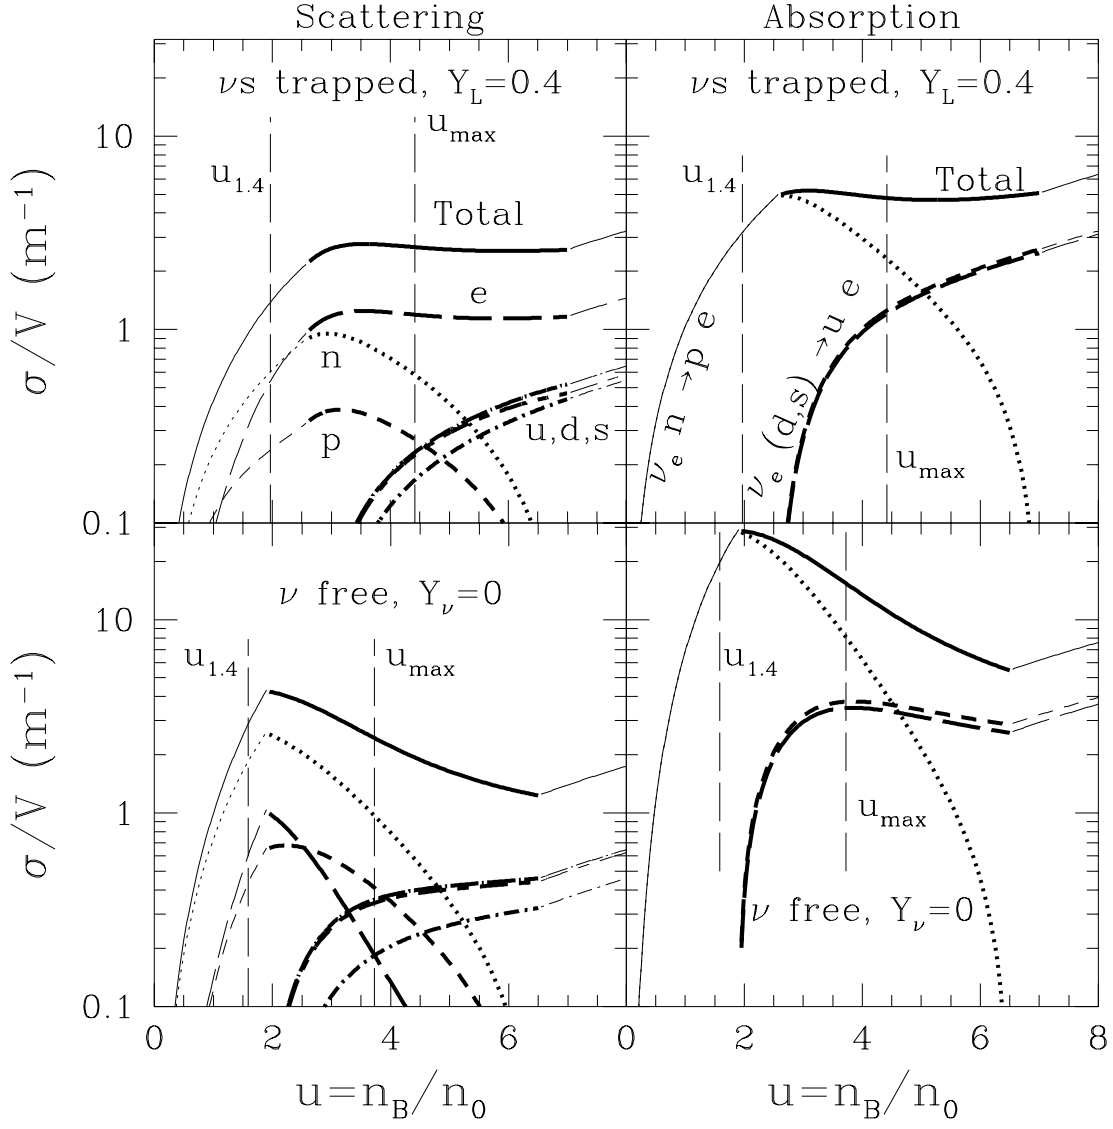 Scattering Absorption
νs trapped, Y_L=0.4 νs trapped, Y_L=0.4
u_max
10
u_1.4 u_1.4
Total Total
σ/V (m⁻¹)
e
1
n
p
u,d,s
ν_e n →p e
ν_e (d,s) →u e
u_max
0.1
ν free, Y_ν=0
10
u_1.4 u_max u_1.4
σ/V (m⁻¹)
1
u_max
ν free, Y_ν=0
0.1
0 2 4 6 0 2 4 6 8
u=n_B/n_0 u=n_B/n_0